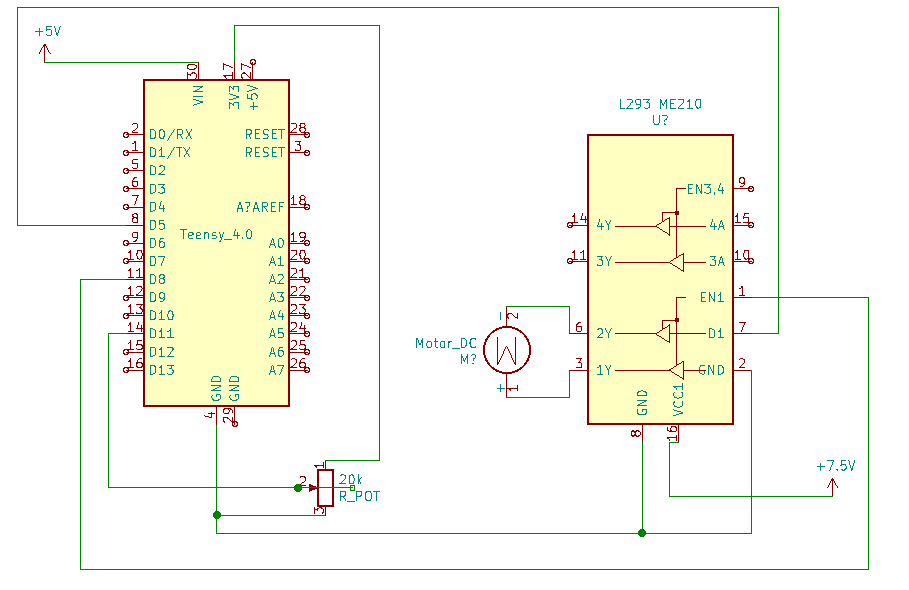 +5V
30
17
27
VIN
3V3
+5V
2
D0/RX
RESET
28
1
D1/TX
RESET
3
5
D2
6
D3
7
D4
A?AREF
18
8
D5
Teensy_4.0
9
D6
A0
19
10
D7
A1
20
11
D8
A2
21
12
D9
A3
22
13
D10
A4
23
14
D11
A5
24
15
D12
A6
25
16
D13
A7
26
GND
GND
4
29
1
2
20k
R_POT
3
Motor_DC
M?
-
2
+
1
L293 ME210
U?
EN3,4
9
14
4Y
4A
15
11
3Y
3A
10
EN1
1
6
2Y
D1
7
3
1Y
GND
2
GND
VCC1
8
16
+7.5V